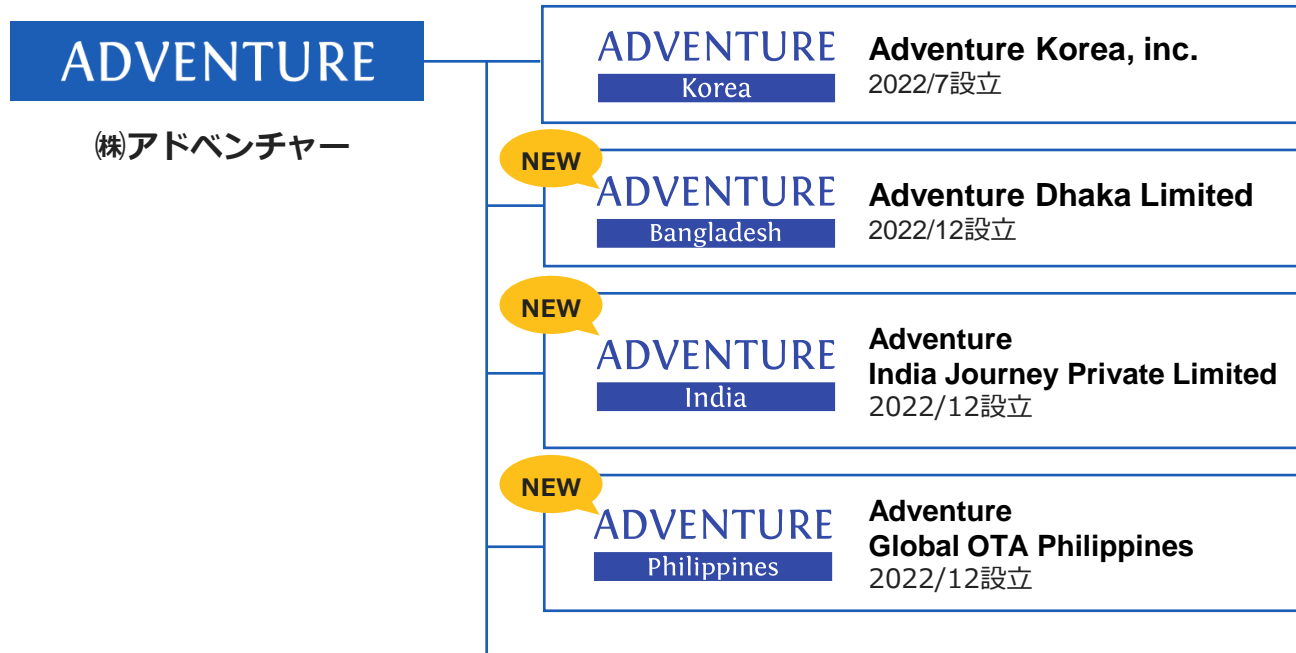 ADVENTURE
㈱アドベンチャー
ADVENTURE
Korea
Adventure Korea, inc.
2022/7設立
NEW
ADVENTURE
Bangladesh
Adventure Dhaka Limited
2022/12設立
NEW
ADVENTURE
India
Adventure
India Journey Private Limited
2022/12設立
NEW
ADVENTURE
Philippines
Adventure
Global OTA Philippines
2022/12設立